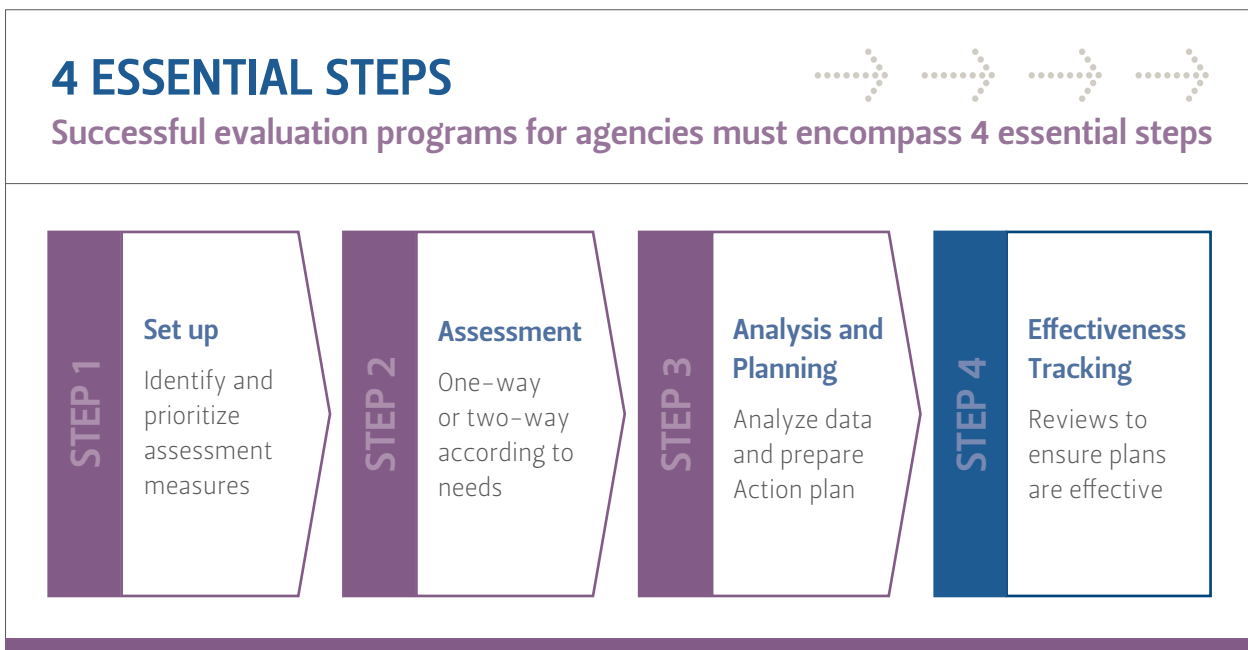 4 ESSENTIAL STEPS
Successful evaluation programs for agencies must encompass 4 essential steps
STEP 1
Set up
Identify and
prioritize
assessment
measures
STEP 2
Assessment
One-way
or two-way
according to
needs
STEP 3
Analysis and
Planning
Analyze data
and prepare
Action plan
STEP 4
Effectiveness
Tracking
Reviews to
ensure plans
are effective